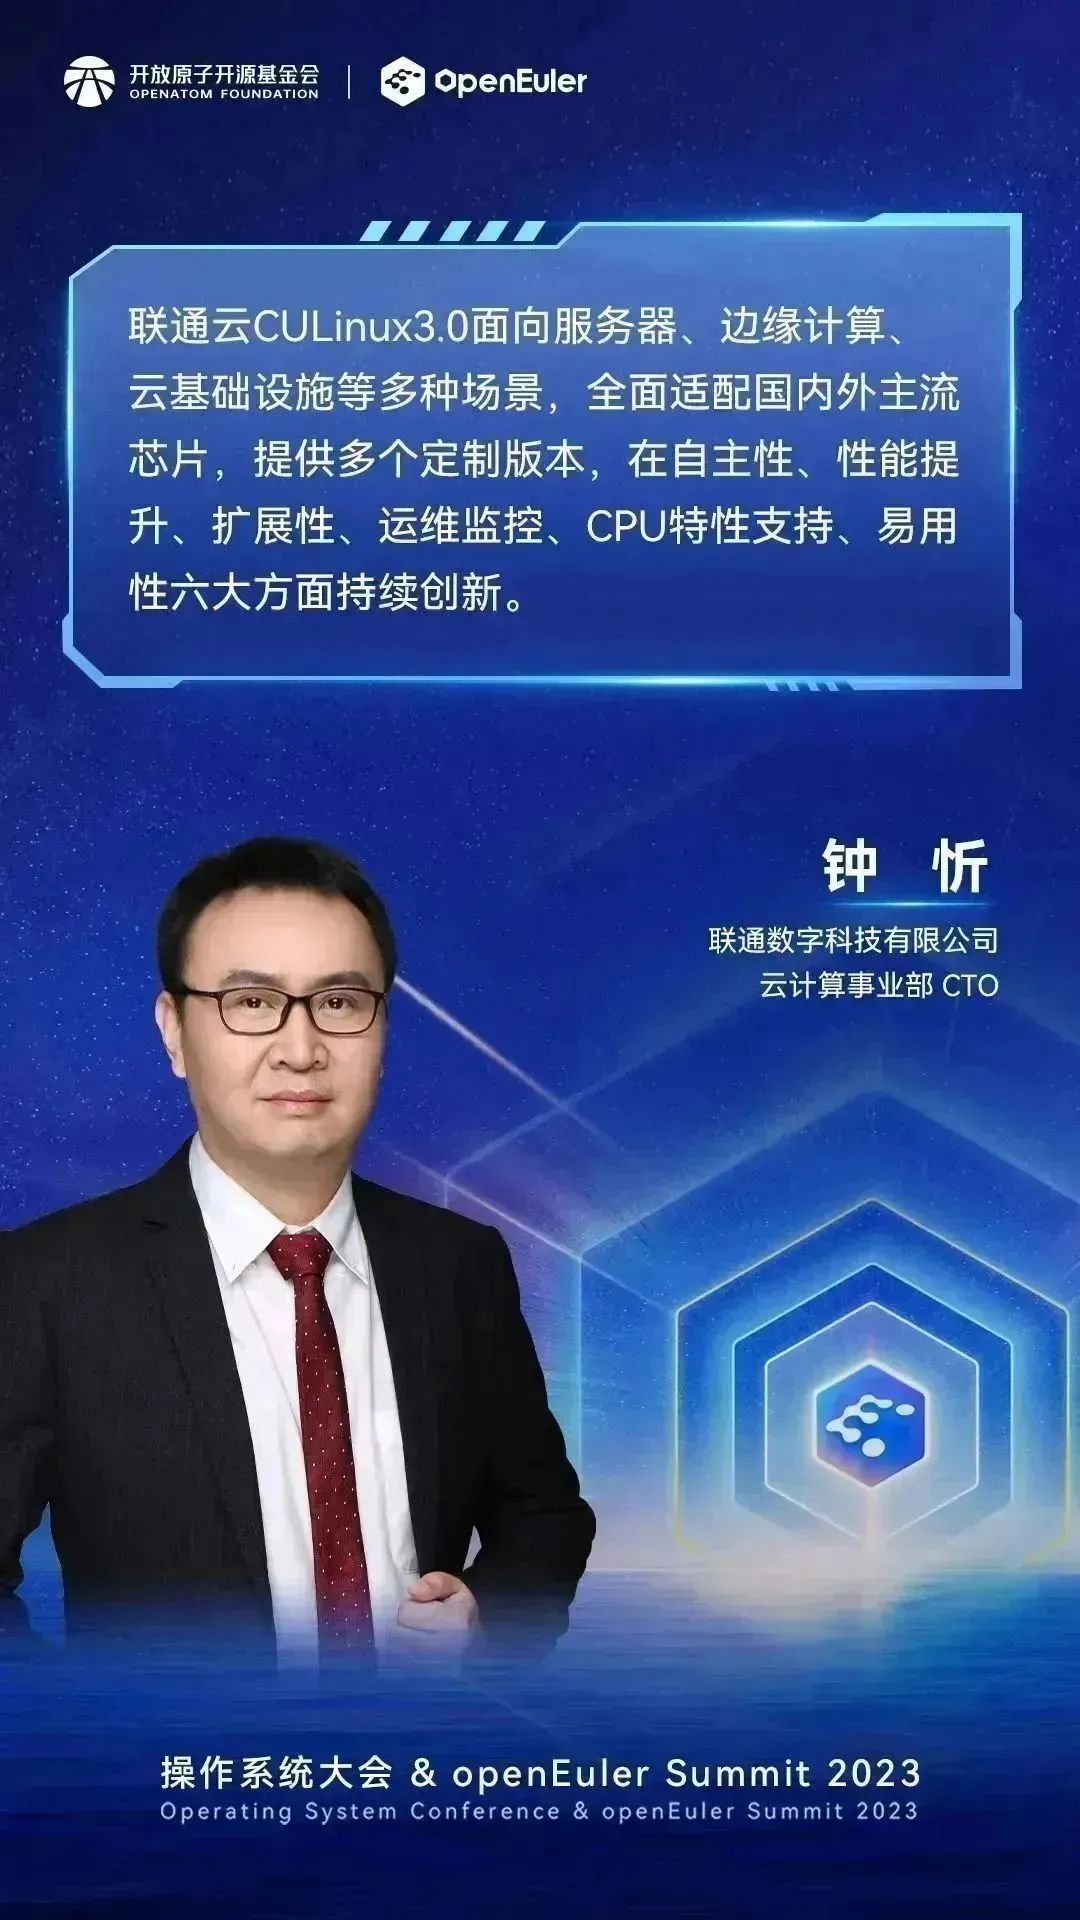 开放原子开源基金会
OPENATOM FOUNDATION
OpenEuler
联通云CULinux3.0面向服务器、边缘计算、
云基础设施等多种场景，全面适配国内外主流
芯片，提供多个定制版本，在自主性、性能提
升、扩展性、运维监控、CPU特性支持、易用
性六大方面持续创新。
钟 忻
联通数字科技有限公司
云计算事业部 CTO
操作系统大会 & openEuler Summit 2023
Operating System Conference & openEuler Summit 2023